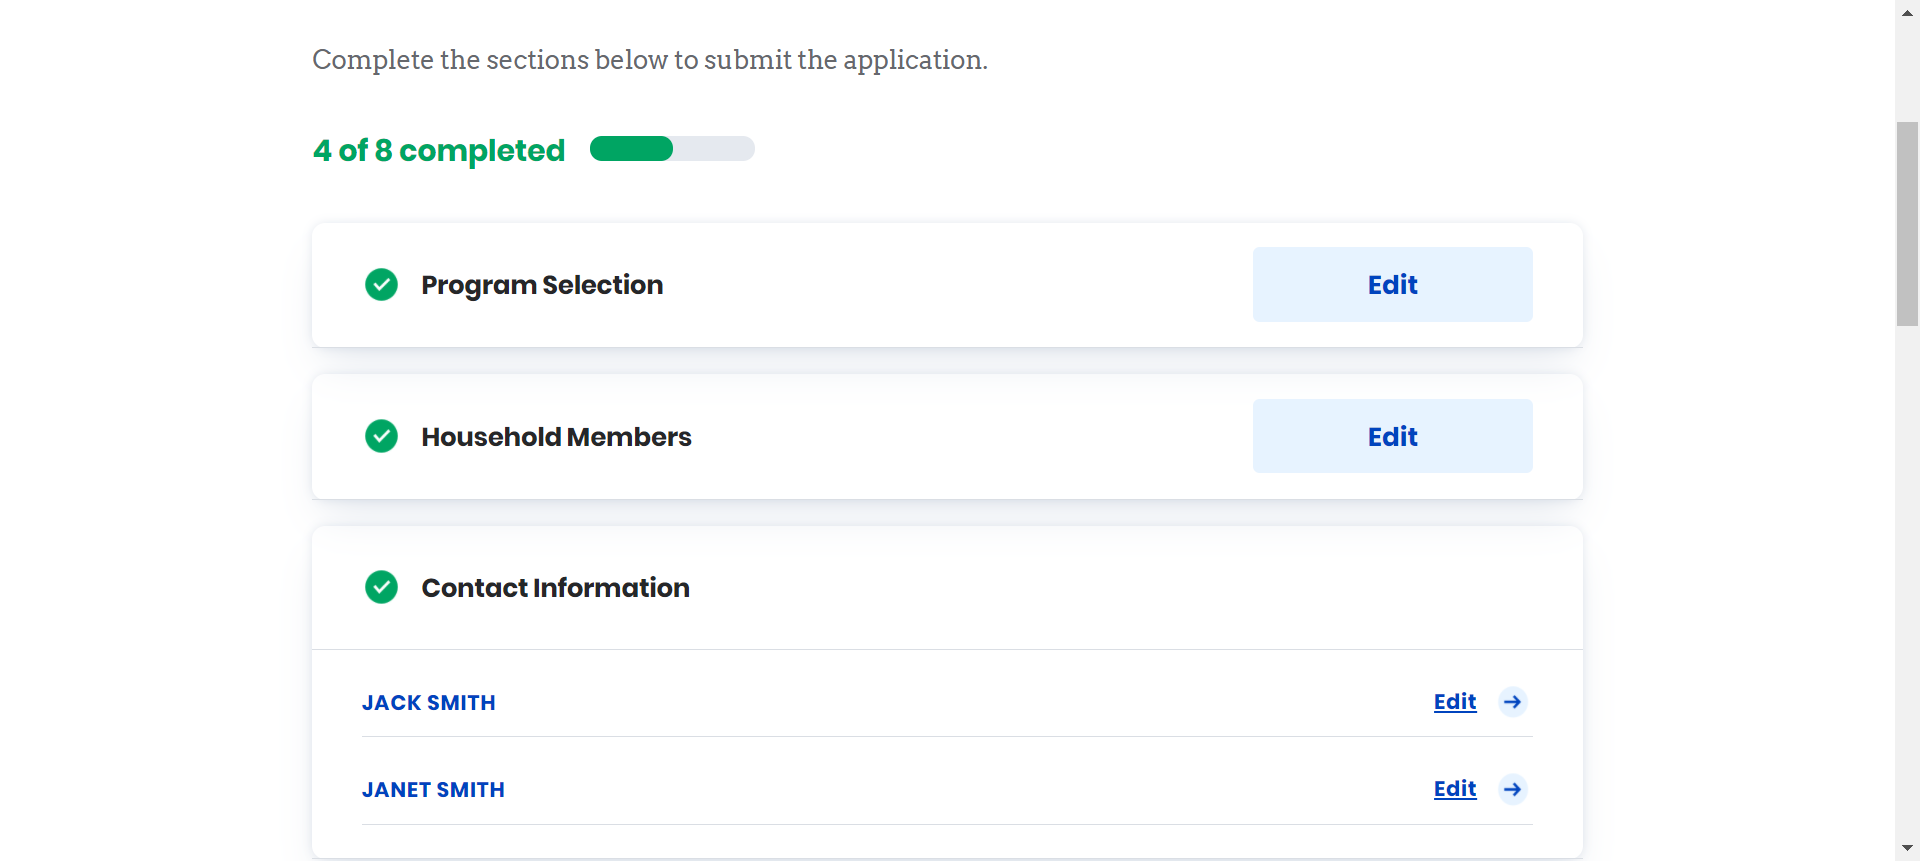 Complete the sections below to submit the application.
4 of 8 completed
Program Selection
Edit
Household Members
Edit
Contact Information
JACK SMITH
Edit
JANET SMITH
Edit